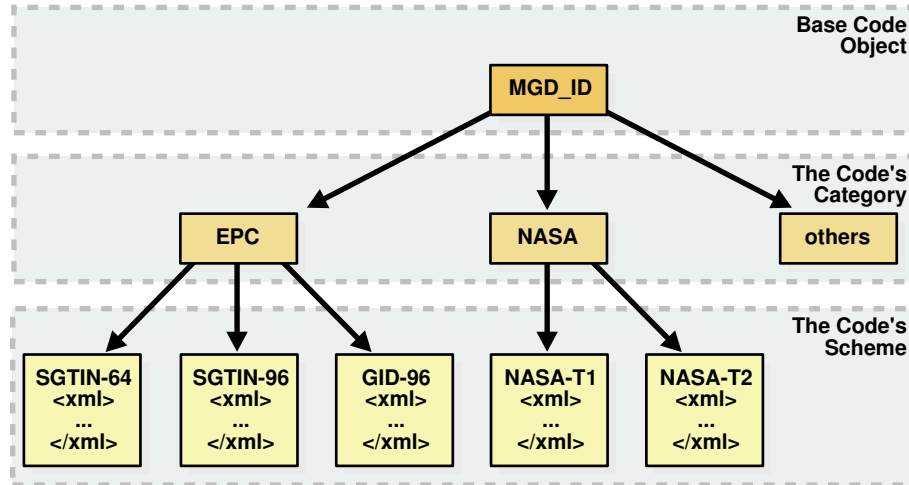 Base Code
Object
MGD_ID
The Code's
Category
EPC
NASA
others
The Code's
Scheme
SGTIN-64
<xml>
...
</xml>
SGTIN-96
<xml>
...
</xml>
GID-96
<xml>
...
</xml>
NASA-T1
<xml>
...
</xml>
NASA-T2
<xml>
...
</xml>